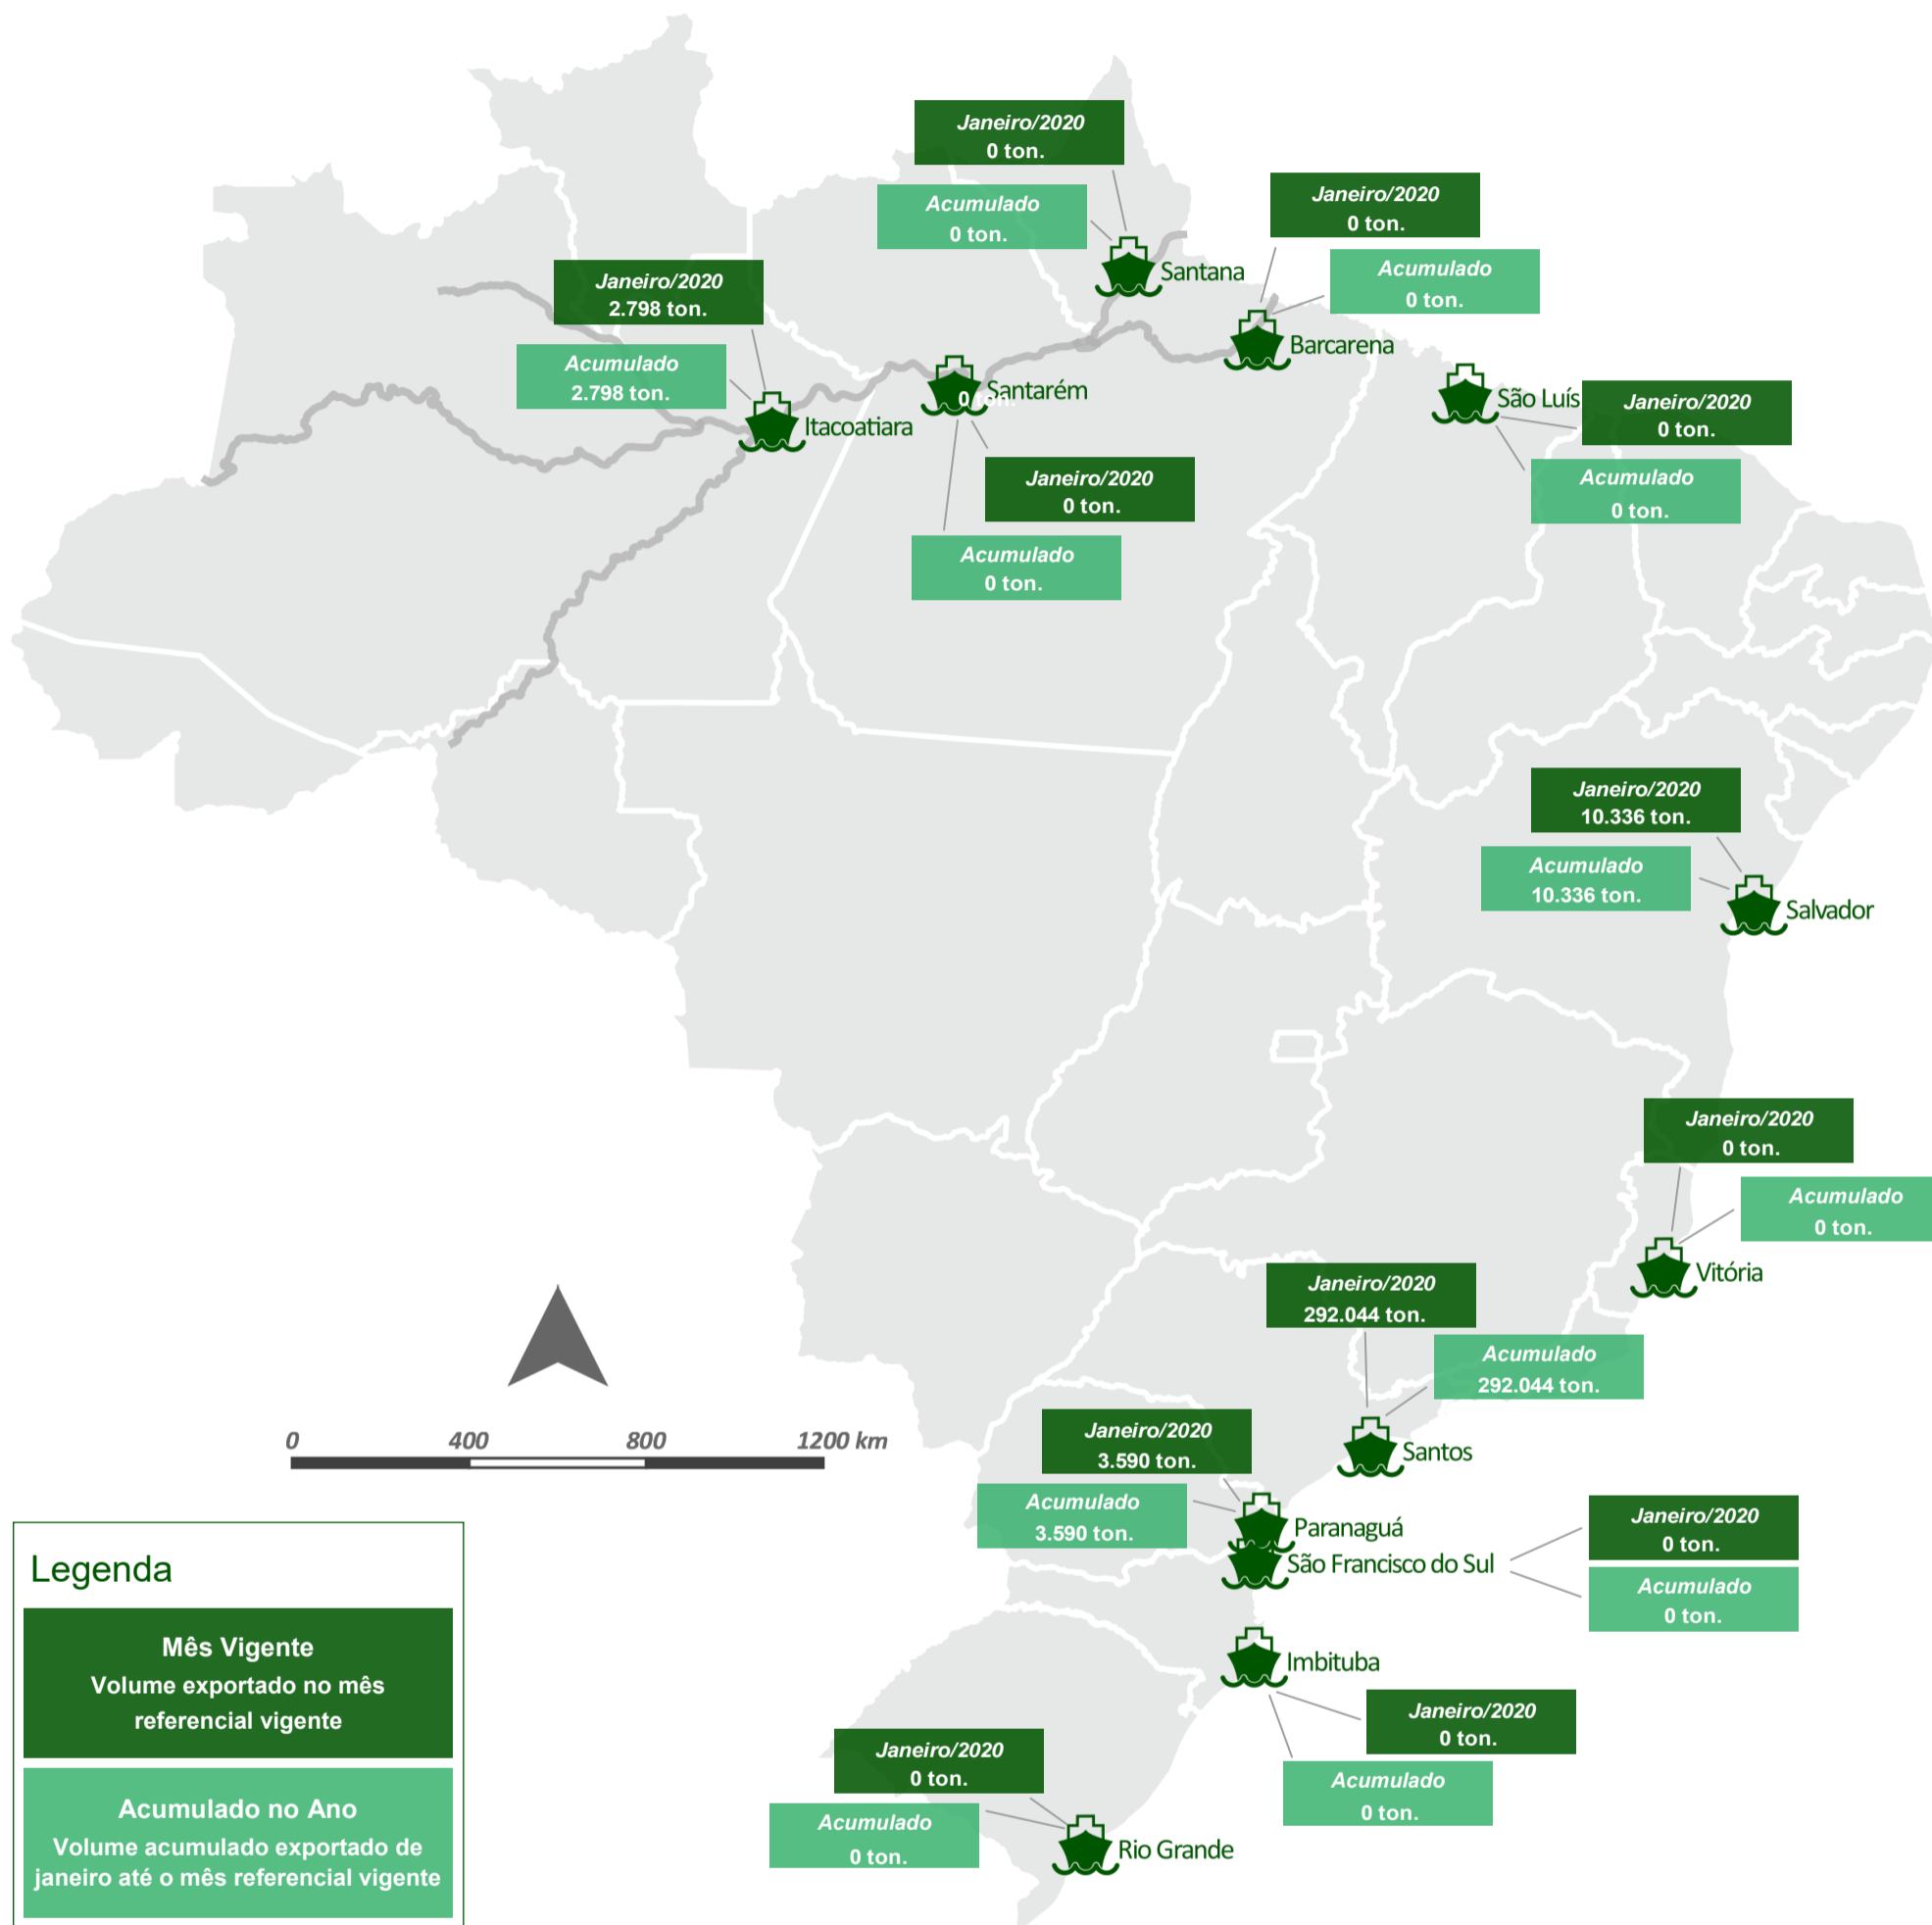 Janeiro/2020
0 ton.
Acumulado
0 ton.
Santana
Janeiro/2020
0 ton.
Acumulado
0 ton.
Barcarena
Janeiro/2020
2.798 ton.
Acumulado
2.798 ton.
Itacoatiara
Santarém
0 ton.
Janeiro/2020
0 ton.
Acumulado
0 ton.
São Luís
Janeiro/2020
0 ton.
Acumulado
0 ton.
Janeiro/2020
10.336 ton.
Acumulado
10.336 ton.
Salvador
Janeiro/2020
0 ton.
Acumulado
0 ton.
Vitória
Janeiro/2020
292.044 ton.
Acumulado
292.044 ton.
Santos
Janeiro/2020
3.590 ton.
Acumulado
3.590 ton.
Paranaguá
São Francisco do Sul
Janeiro/2020
0 ton.
Acumulado
0 ton.
Imbituba
Janeiro/2020
0 ton.
Acumulado
0 ton.
Janeiro/2020
0 ton.
Acumulado
0 ton.
Rio Grande
0 400 800 1200 km
Legenda
Mês Vigente
Volume exportado no mês
referencial vigente
Acumulado no Ano
Volume acumulado exportado de
janeiro até o mês referencial vigente